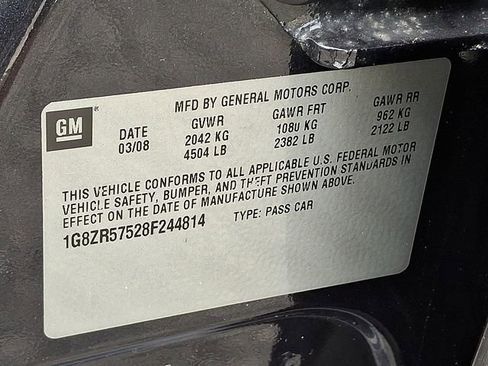 MFD BY GENERAL MOTORS CORP.
GM
DATE GVWR GAWR FRT GAWR RR
03/08 2042 KG 1080 KG 962 KG
4504 LB 2382 LB 2122 LB
THIS VEHICLE CONFORMS TO ALL APPLICABLE U.S. FEDERAL MOTOR
VEHICLE SAFETY, BUMPER, AND THEFT PREVENTION STANDARDS IN
EFFECT ON THE DATE OF MANUFACTURE SHOWN ABOVE.
1G8ZR57528F244814 TYPE: PASS CAR